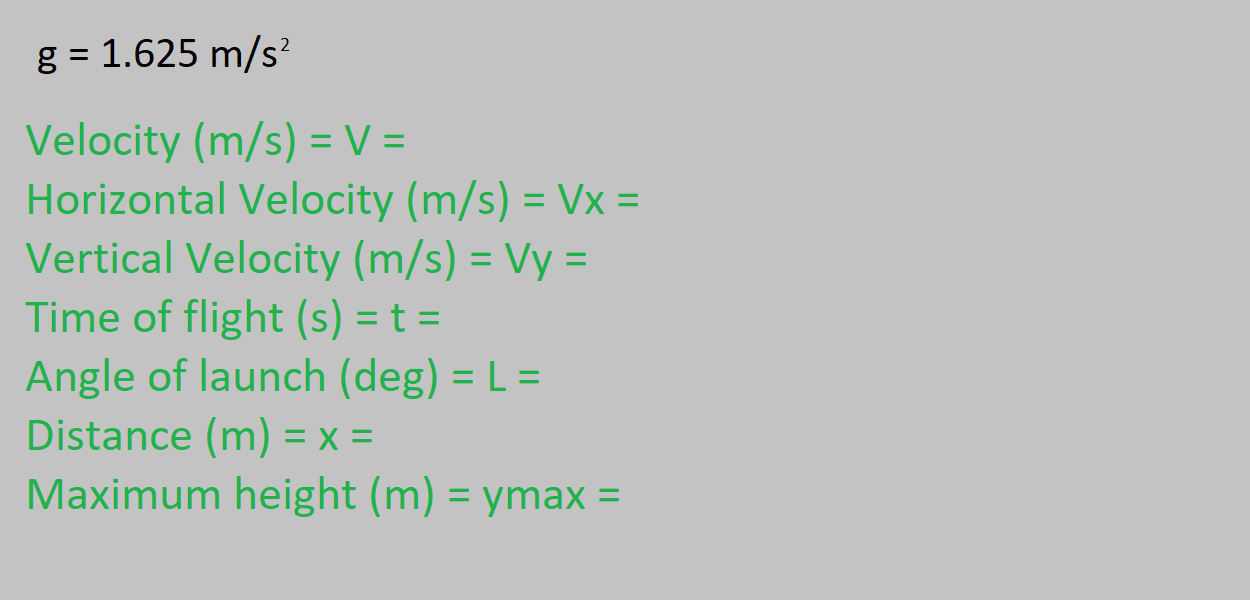 g = 1.625 m/s²
Velocity (m/s) = V =
Horizontal Velocity (m/s) = Vx =
Vertical Velocity (m/s) = Vy =
Time of flight (s) = t =
Angle of launch (deg) = L =
Distance (m) = x =
Maximum height (m) = ymax =